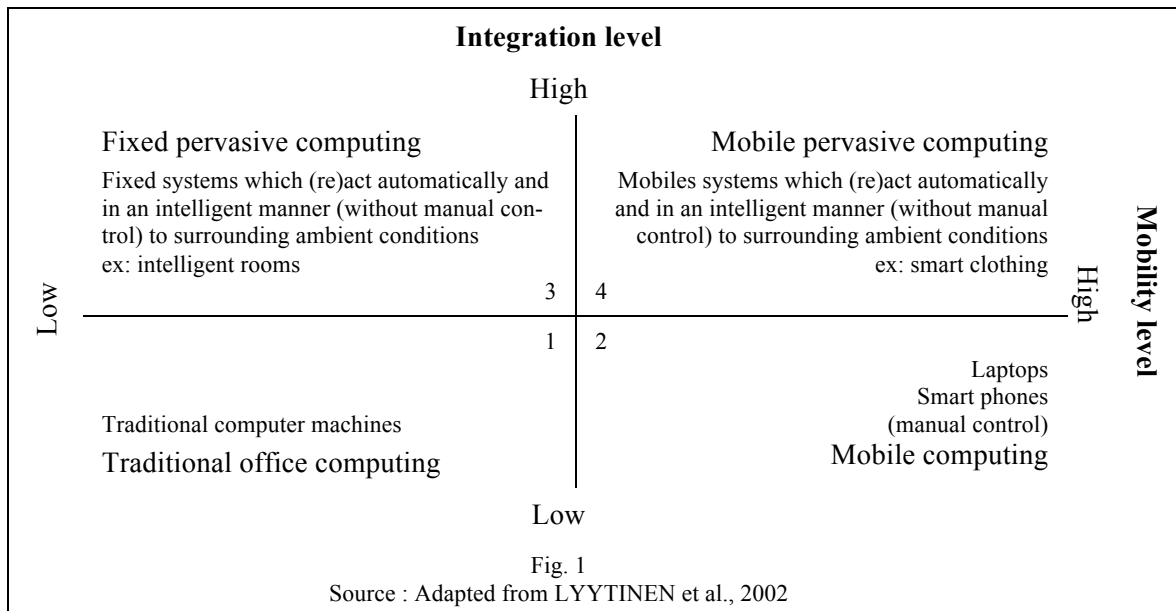 Integration level
High
Fixed pervasive computing
Fixed systems which (re)act automatically and
in an intelligent manner (without manual con-
trol) to surrounding ambient conditions
ex: intelligent rooms
3
Mobile pervasive computing
Mobiles systems which (re)act automatically
and in an intelligent manner (without manual
control) to surrounding ambient conditions
ex: smart clothing
4
Low
High
Mobility level
1
Traditional computer machines
Traditional office computing
2
Laptops
Smart phones
(manual control)
Mobile computing
Low
Fig. 1
Source : Adapted from LYYTINEN et al., 2002